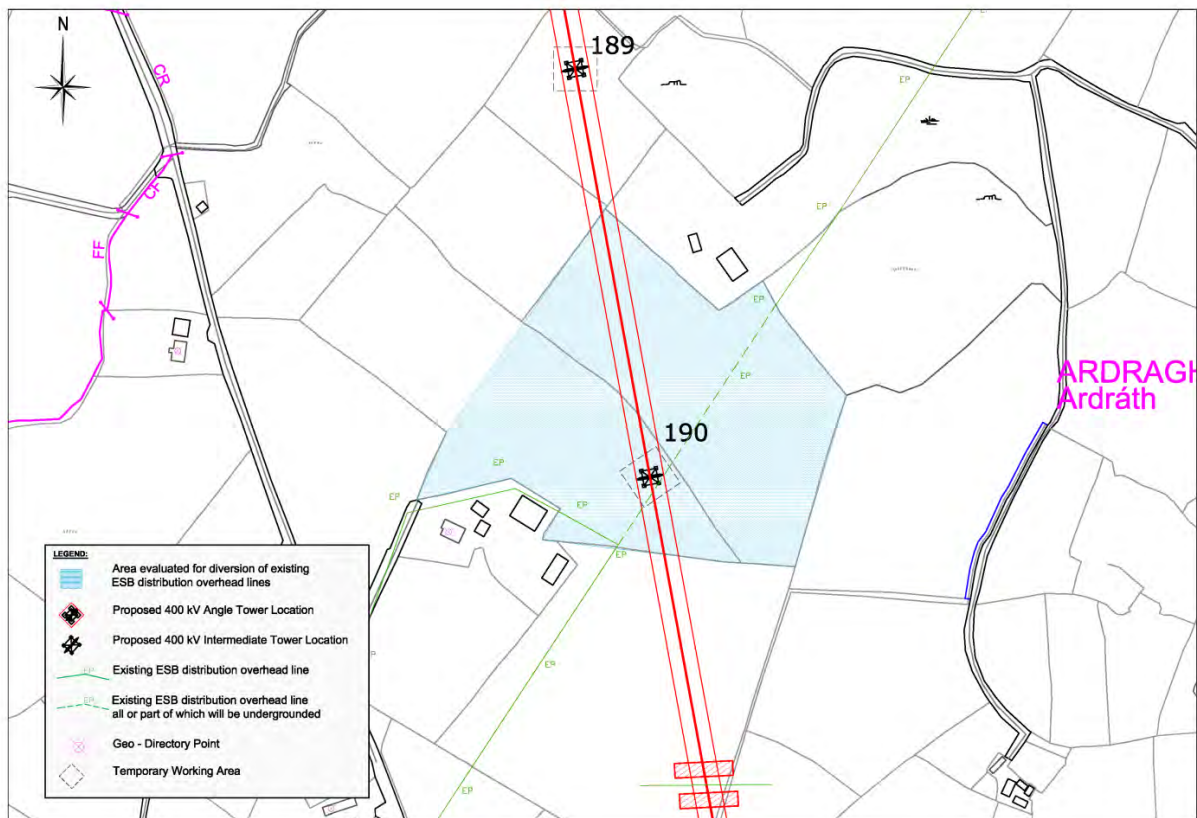 N
189
CR
EP
EP
CF
EP
FF
EP
ARDRAGH
Ardráth
EP
190
EP
EP
EP
EP
EP
EP
LEGEND:
Area evaluated for diversion of existing
ESB distribution overhead lines
Proposed 400 kV Angle Tower Location
Proposed 400 kV Intermediate Tower Location
EP
Existing ESB distribution overhead line
EP
Existing ESB distribution overhead line
all or part of which will be undergrounded
Geo - Directory Point
Temporary Working Area